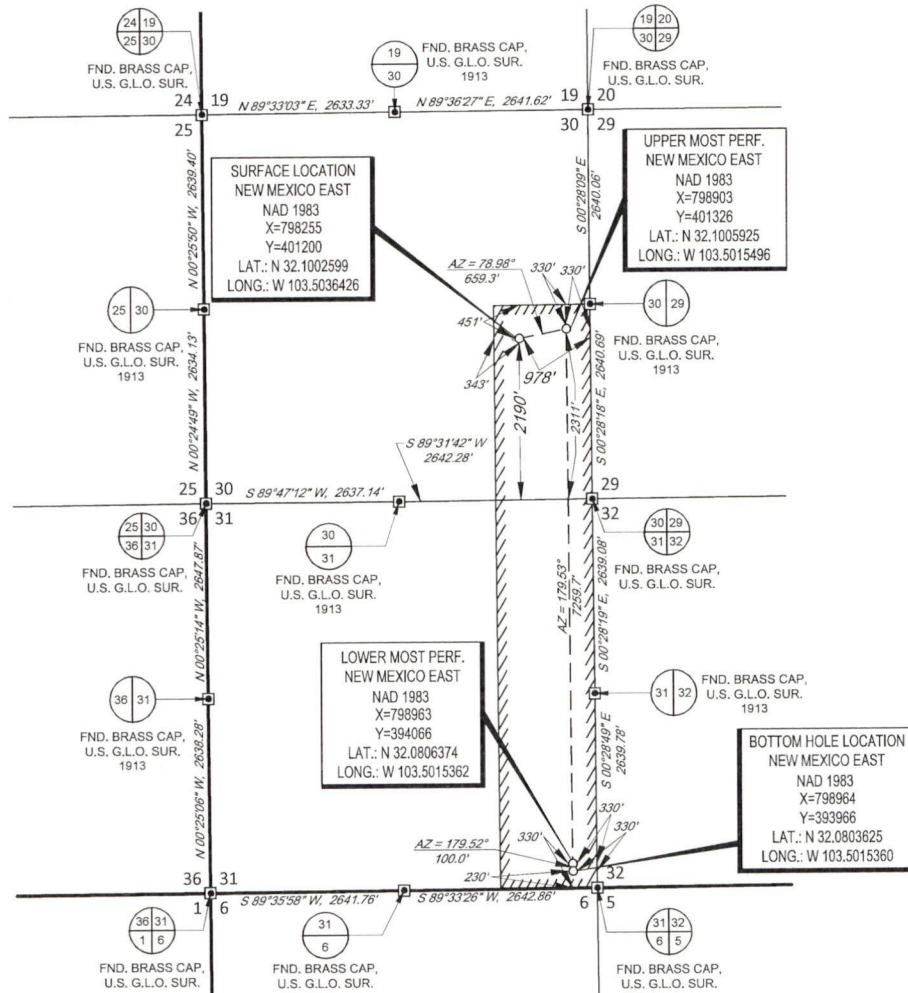 24 19
25 30
FND. BRASS CAP,
U.S. G.L.O. SUR.
19
30
FND. BRASS CAP,
U.S. G.L.O. SUR.
1913
19 20
30 29
FND. BRASS CAP,
U.S. G.L.O. SUR.
24 19
25
N 89°33'03" E, 2633.33'
N 89°36'27" E, 2641.62'
19 20
30 29
N 00°25'50" W, 2639.40'
S 00°28'09" E
2640.06'
SURFACE LOCATION
NEW MEXICO EAST
NAD 1983
X=798255
Y=401200
LAT.: N 32.1002599
LONG.: W 103.5036426
UPPER MOST PERF.
NEW MEXICO EAST
NAD 1983
X=798903
Y=401326
LAT.: N 32.1005925
LONG.: W 103.5015496
AZ = 78.98°
659.3'
330'
330'
25 30
FND. BRASS CAP,
U.S. G.L.O. SUR.
1913
30 29
FND. BRASS CAP,
U.S. G.L.O. SUR.
1913
451'
343'
978'
2190'
2311'
N 00°24'49" W, 2634.13'
S 00°28'18" E, 2640.69'
S 89°31'42" W
2642.28'
25 30
36 31
S 89°47'12" W, 2637.14'
29
32
25 30
36 31
FND. BRASS CAP,
U.S. G.L.O. SUR.
30
31
FND. BRASS CAP,
U.S. G.L.O. SUR.
1913
30 29
31 32
FND. BRASS CAP,
U.S. G.L.O. SUR.
N 00°25'14" W, 2647.87'
AZ = 179.53°
7259.7'
S 00°28'19" E, 2639.08'
36 31
FND. BRASS CAP,
U.S. G.L.O. SUR.
1913
LOWER MOST PERF.
NEW MEXICO EAST
NAD 1983
X=798963
Y=394066
LAT.: N 32.0806374
LONG.: W 103.5015362
31 32
FND. BRASS CAP,
U.S. G.L.O. SUR.
1913
N 00°25'06" W, 2638.28'
S 00°28'49" E
2639.78'
BOTTOM HOLE LOCATION
NEW MEXICO EAST
NAD 1983
X=798964
Y=393966
LAT.: N 32.0803625
LONG.: W 103.5015360
330'
330'
330'
AZ = 179.52°
100.0'
230'
36 31
1 6
S 89°35'58" W, 2641.76'
S 89°33'26" W, 2642.86'
32
6 5
36 31
1 6
FND. BRASS CAP,
U.S. G.L.O. SUR.
31
6
FND. BRASS CAP,
U.S. G.L.O. SUR.
31 32
6 5
FND. BRASS CAP,
U.S. G.L.O. SUR.